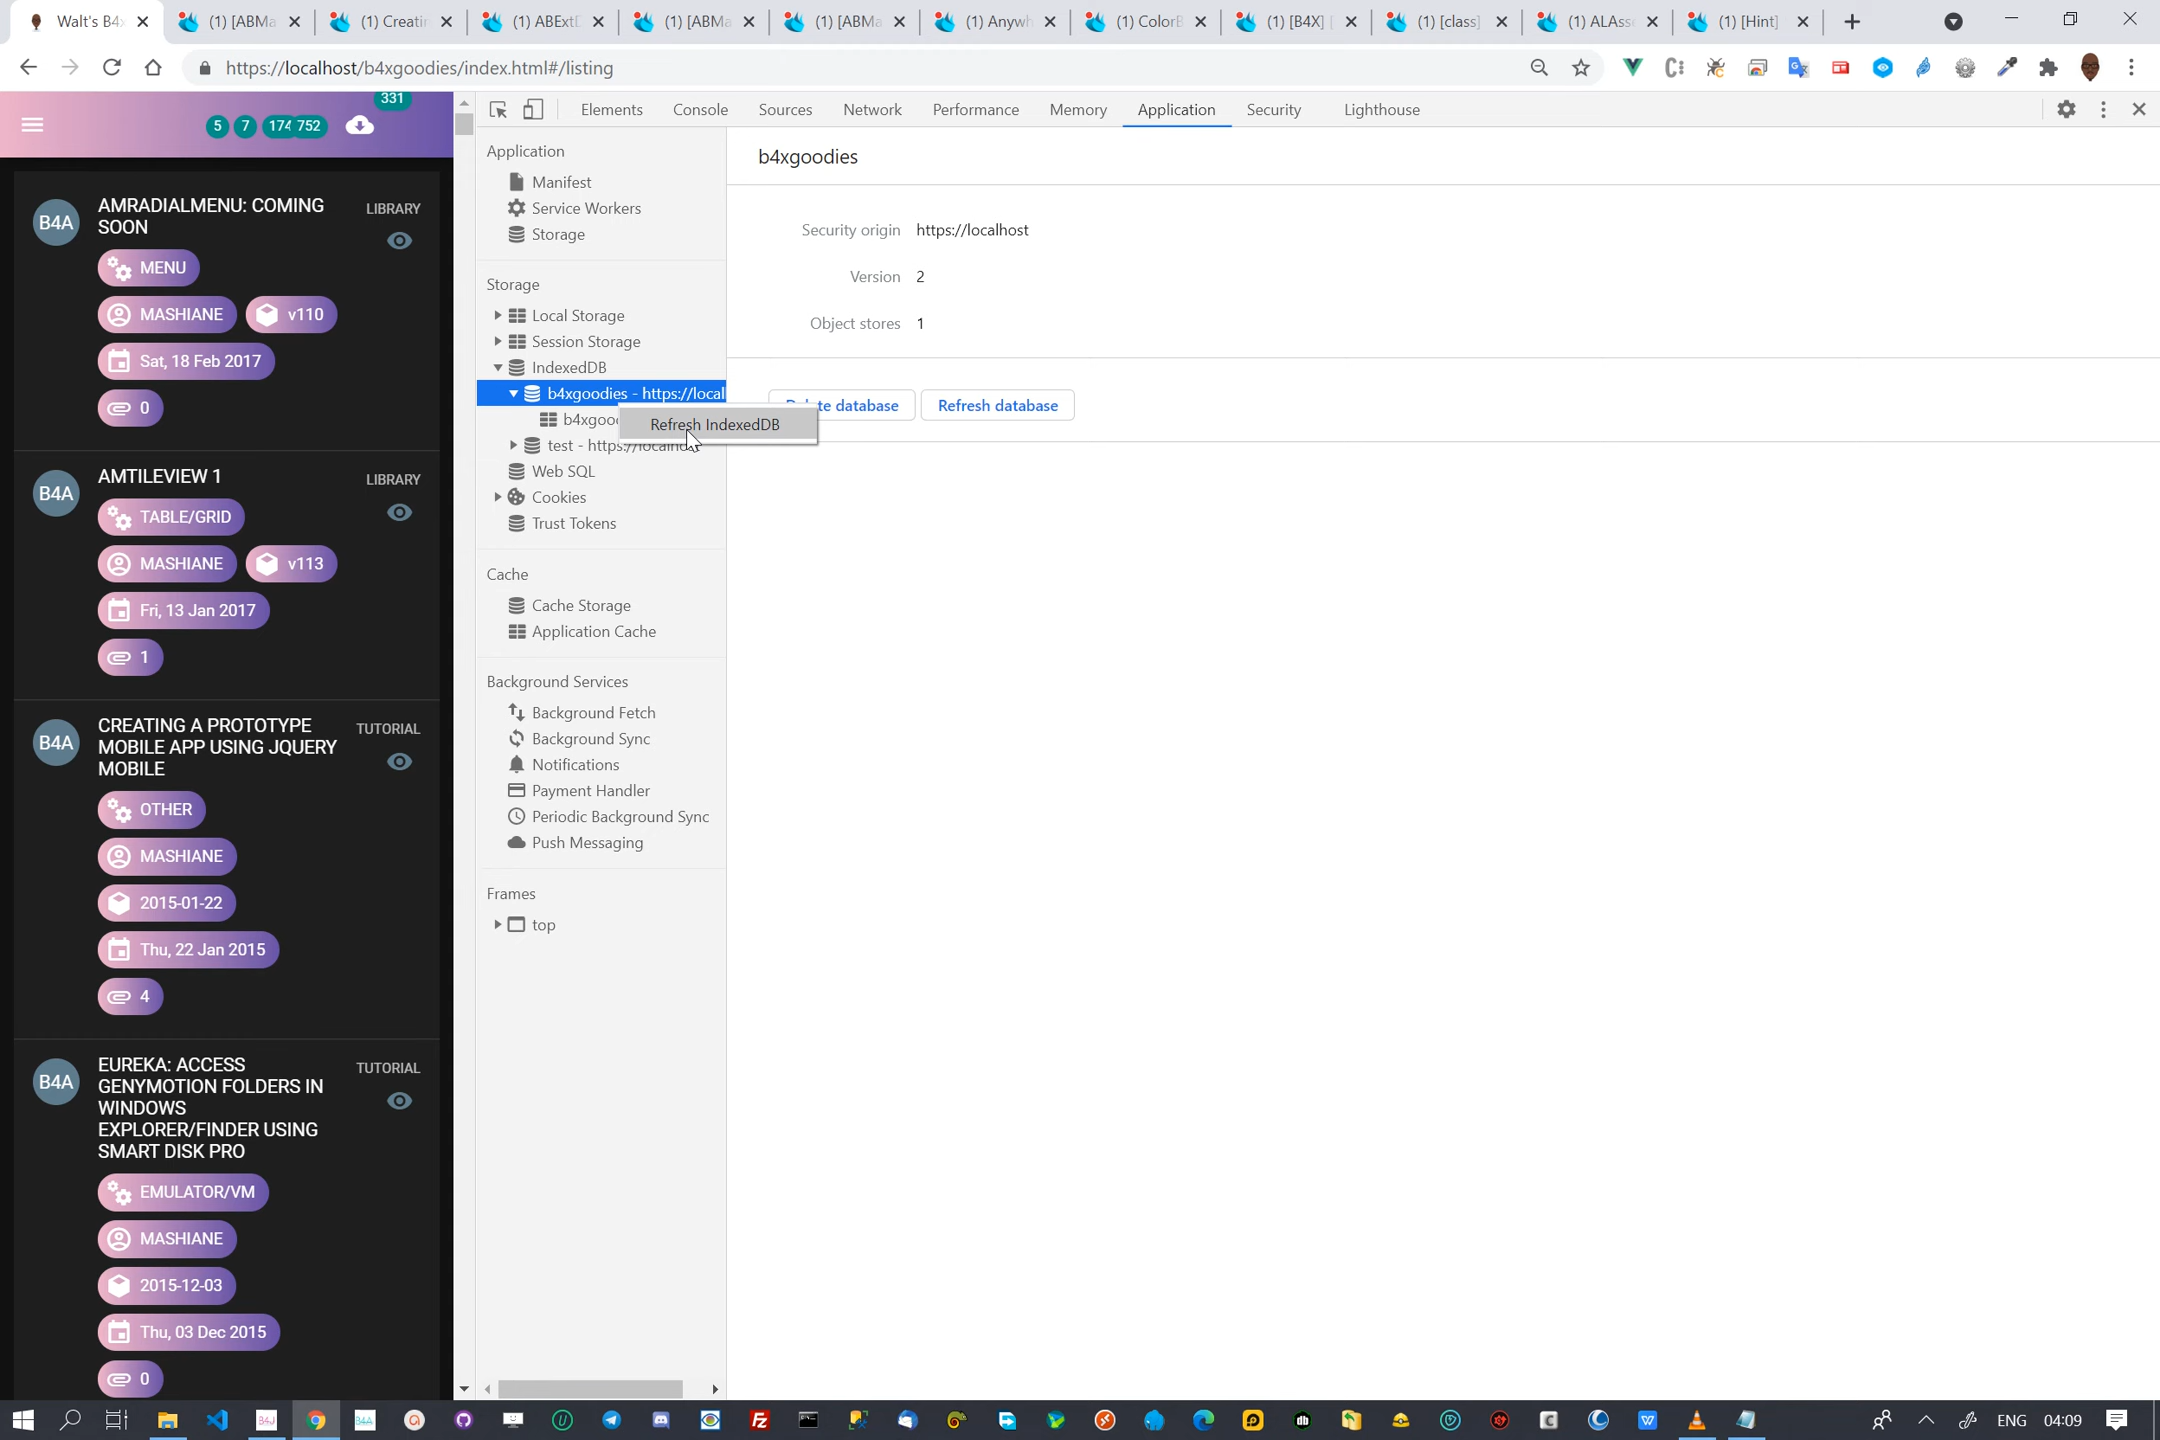 Walt's B4x
(1) [ABMa
(1) Creatin
(1) ABExtD
(1) [ABMa
(1) [ABMa
(1) Anywh
(1) ColorB
(1) [B4X] [
(1) [class]
(1) ALAsse
(1) [Hint]
https://localhost/b4xgoodies/index.html#/listing
5
7
174
752
331
Elements
Console
Sources
Network
Performance
Memory
Application
Security
Lighthouse
B4A
AMRADIALMENU: COMING
SOON
LIBRARY
MENU
MASHIANE
v110
Sat, 18 Feb 2017
0
B4A
AMTILEVIEW 1
LIBRARY
TABLE/GRID
MASHIANE
v113
Fri, 13 Jan 2017
1
B4A
CREATING A PROTOTYPE
MOBILE APP USING JQUERY
MOBILE
TUTORIAL
OTHER
MASHIANE
2015-01-22
Thu, 22 Jan 2015
4
B4A
EUREKA: ACCESS
GENYMOTION FOLDERS IN
WINDOWS
EXPLORER/FINDER USING
SMART DISK PRO
TUTORIAL
EMULATOR/VM
MASHIANE
2015-12-03
Thu, 03 Dec 2015
0
Application
Manifest
Service Workers
Storage
Storage
Local Storage
Session Storage
IndexedDB
b4xgoodies - https://local
b4xgoo
Refresh IndexedDB
test - https://localho
Web SQL
Cookies
Trust Tokens
Cache
Cache Storage
Application Cache
Background Services
Background Fetch
Background Sync
Notifications
Payment Handler
Periodic Background Sync
Push Messaging
Frames
top
b4xgoodies
Security origin https://localhost
Version 2
Object stores 1
database
Refresh database
B4J
B4A
ENG
04:09